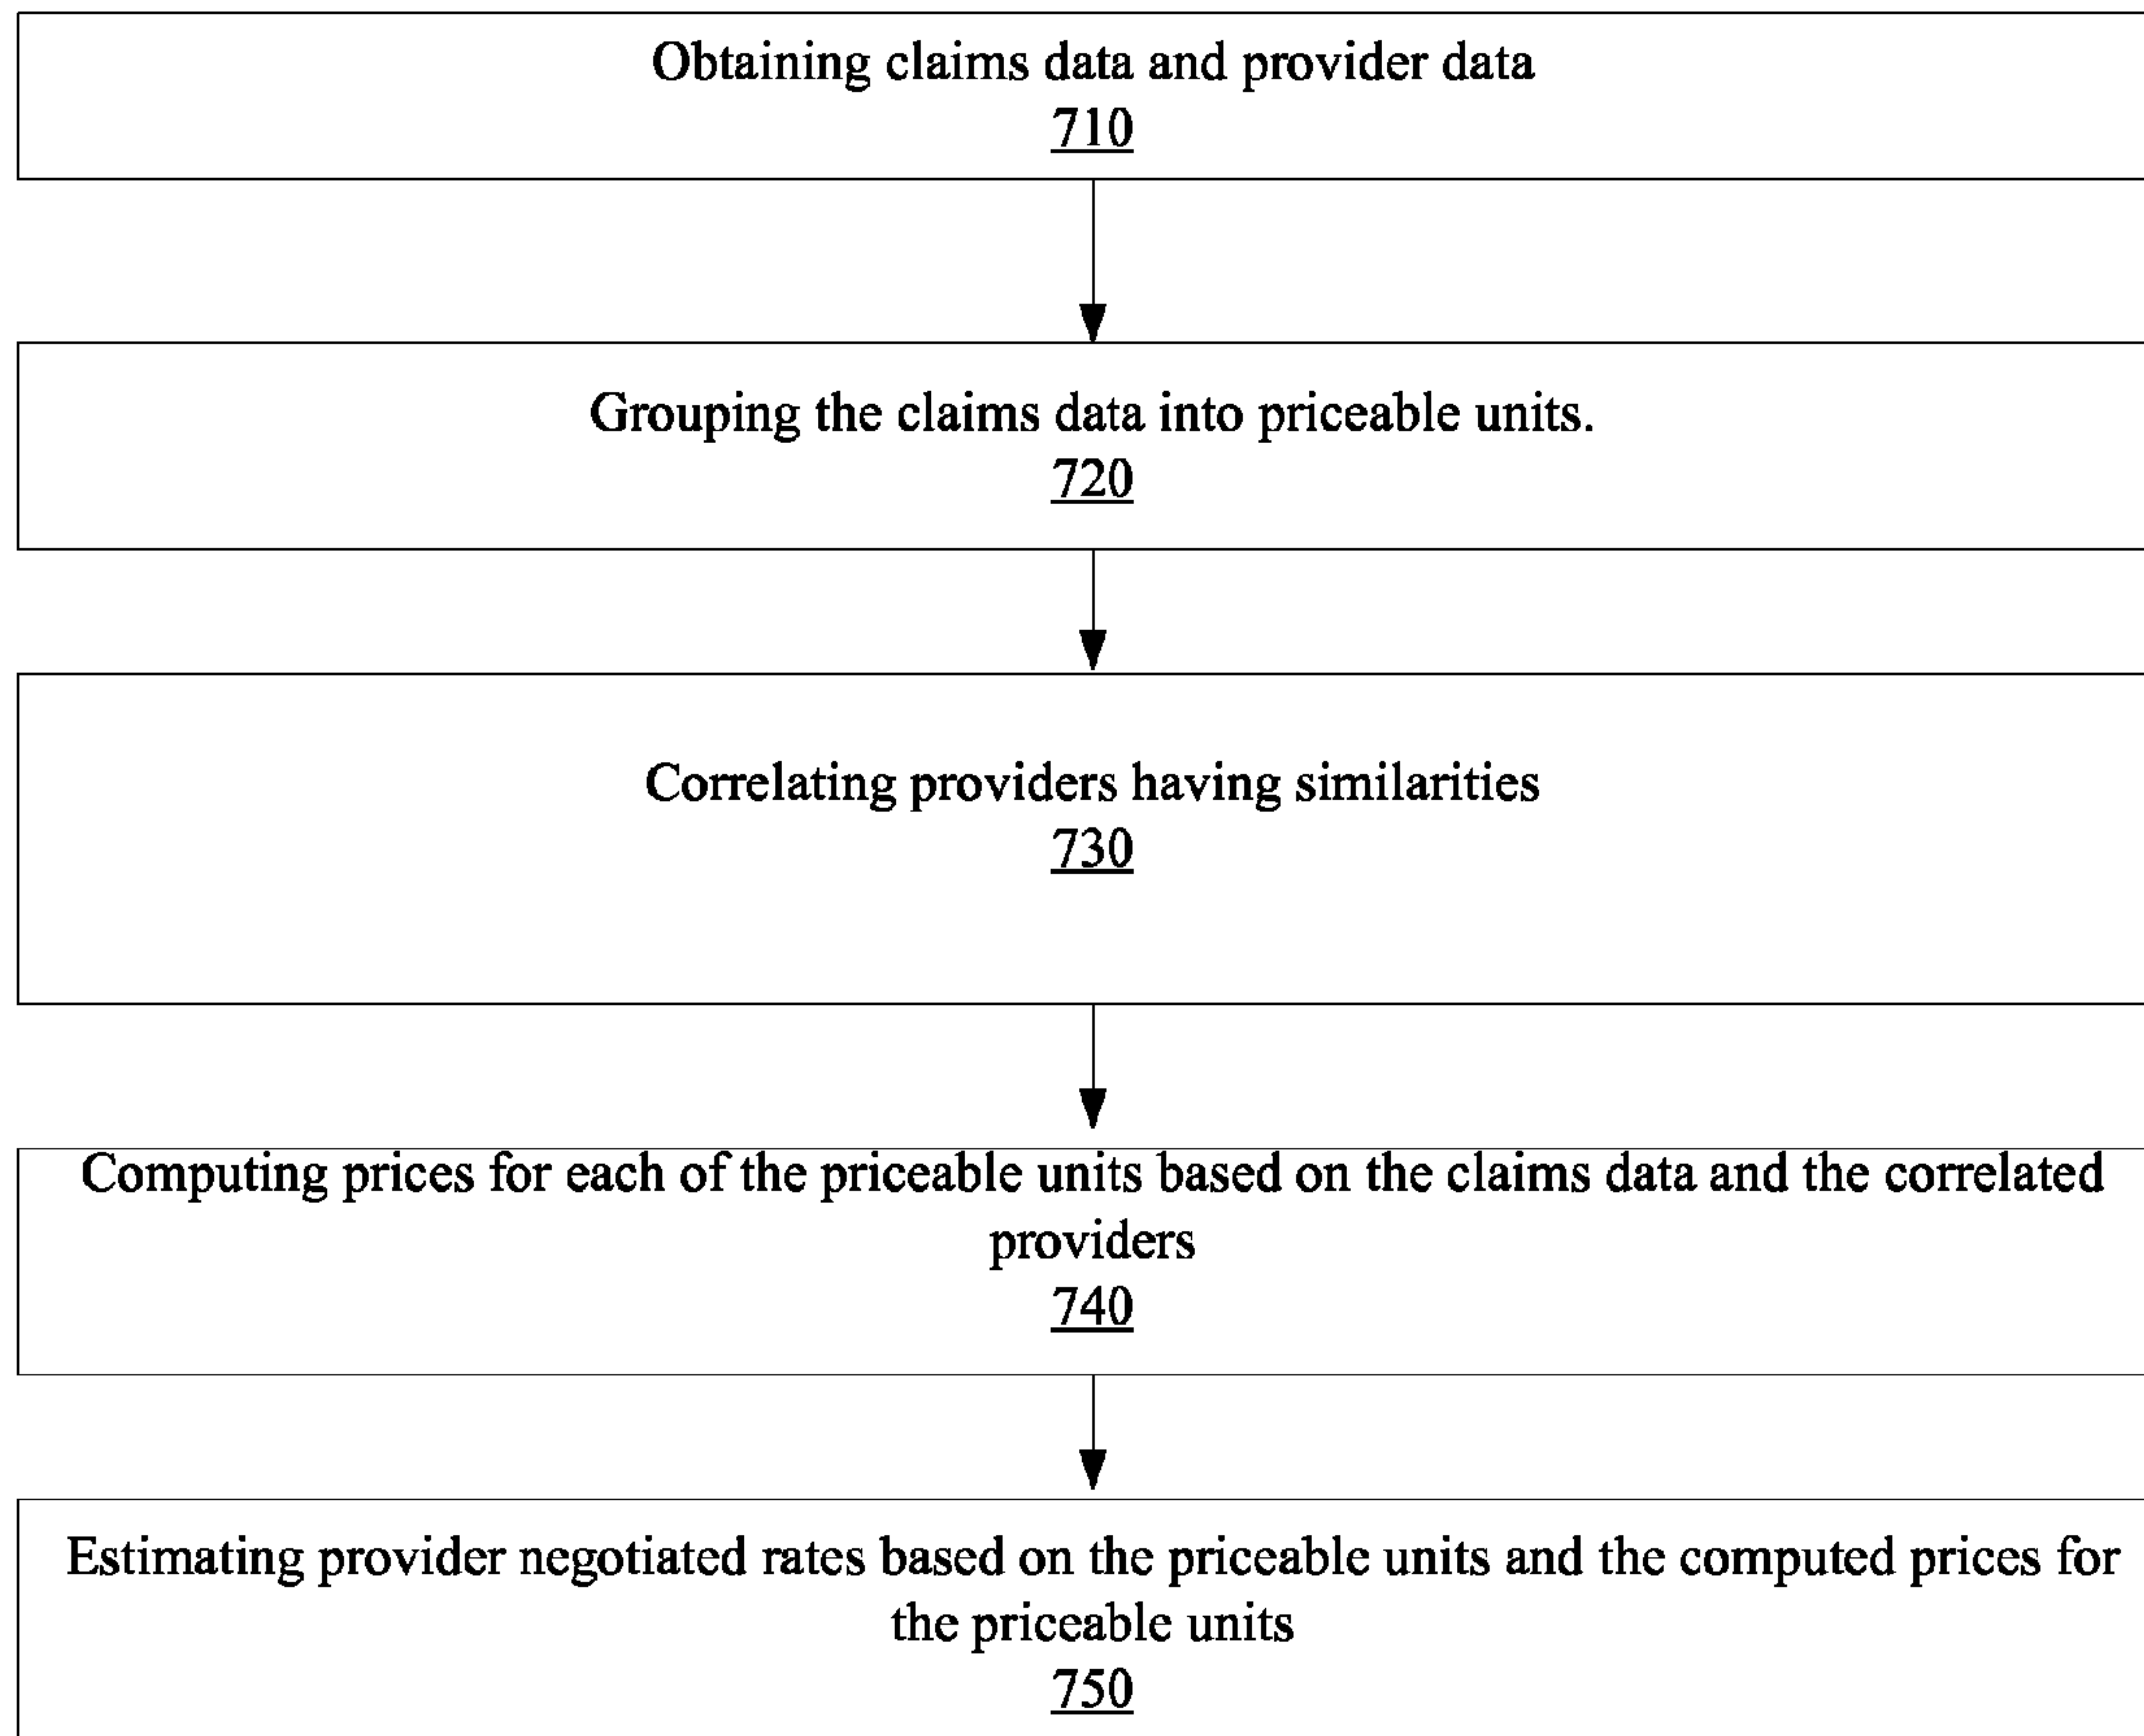 Obtaining claims data and provider data
710
Grouping the claims data into priceable units.
720
Correlating providers having similarities
730
Computing prices for each of the priceable units based on the claims data and the correlated
providers
740
Estimating provider negotiated rates based on the priceable units and the computed prices for
the priceable units
750